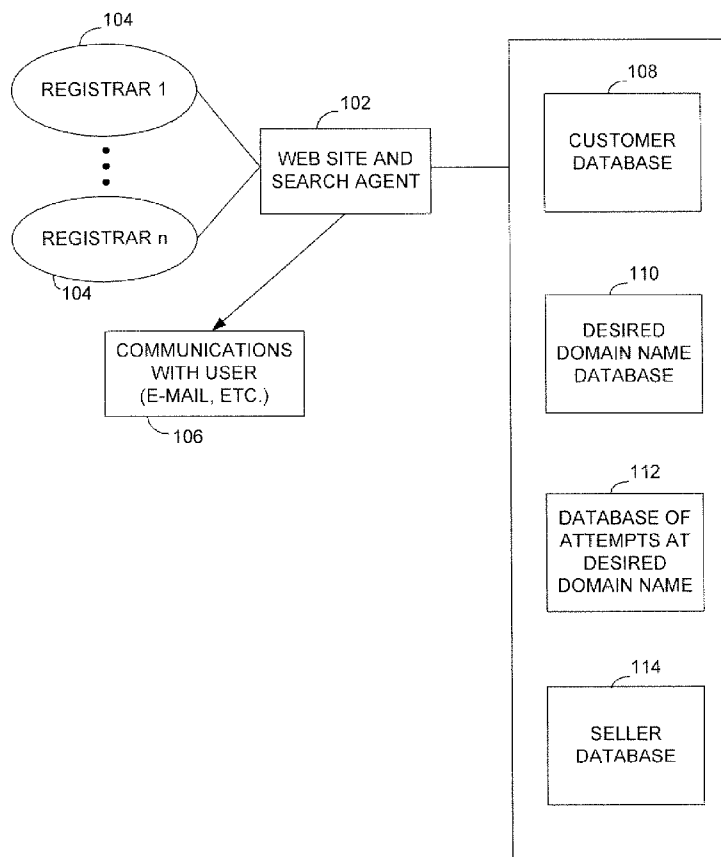 104
REGISTRAR 1
REGISTRAR n
104
102
WEB SITE AND
SEARCH AGENT
COMMUNICATIONS
WITH USER
(E-MAIL, ETC.)
106
108
CUSTOMER
DATABASE
110
DESIRED
DOMAIN NAME
DATABASE
112
DATABASE OF
ATTEMPTS AT
DESIRED
DOMAIN NAME
114
SELLER
DATABASE